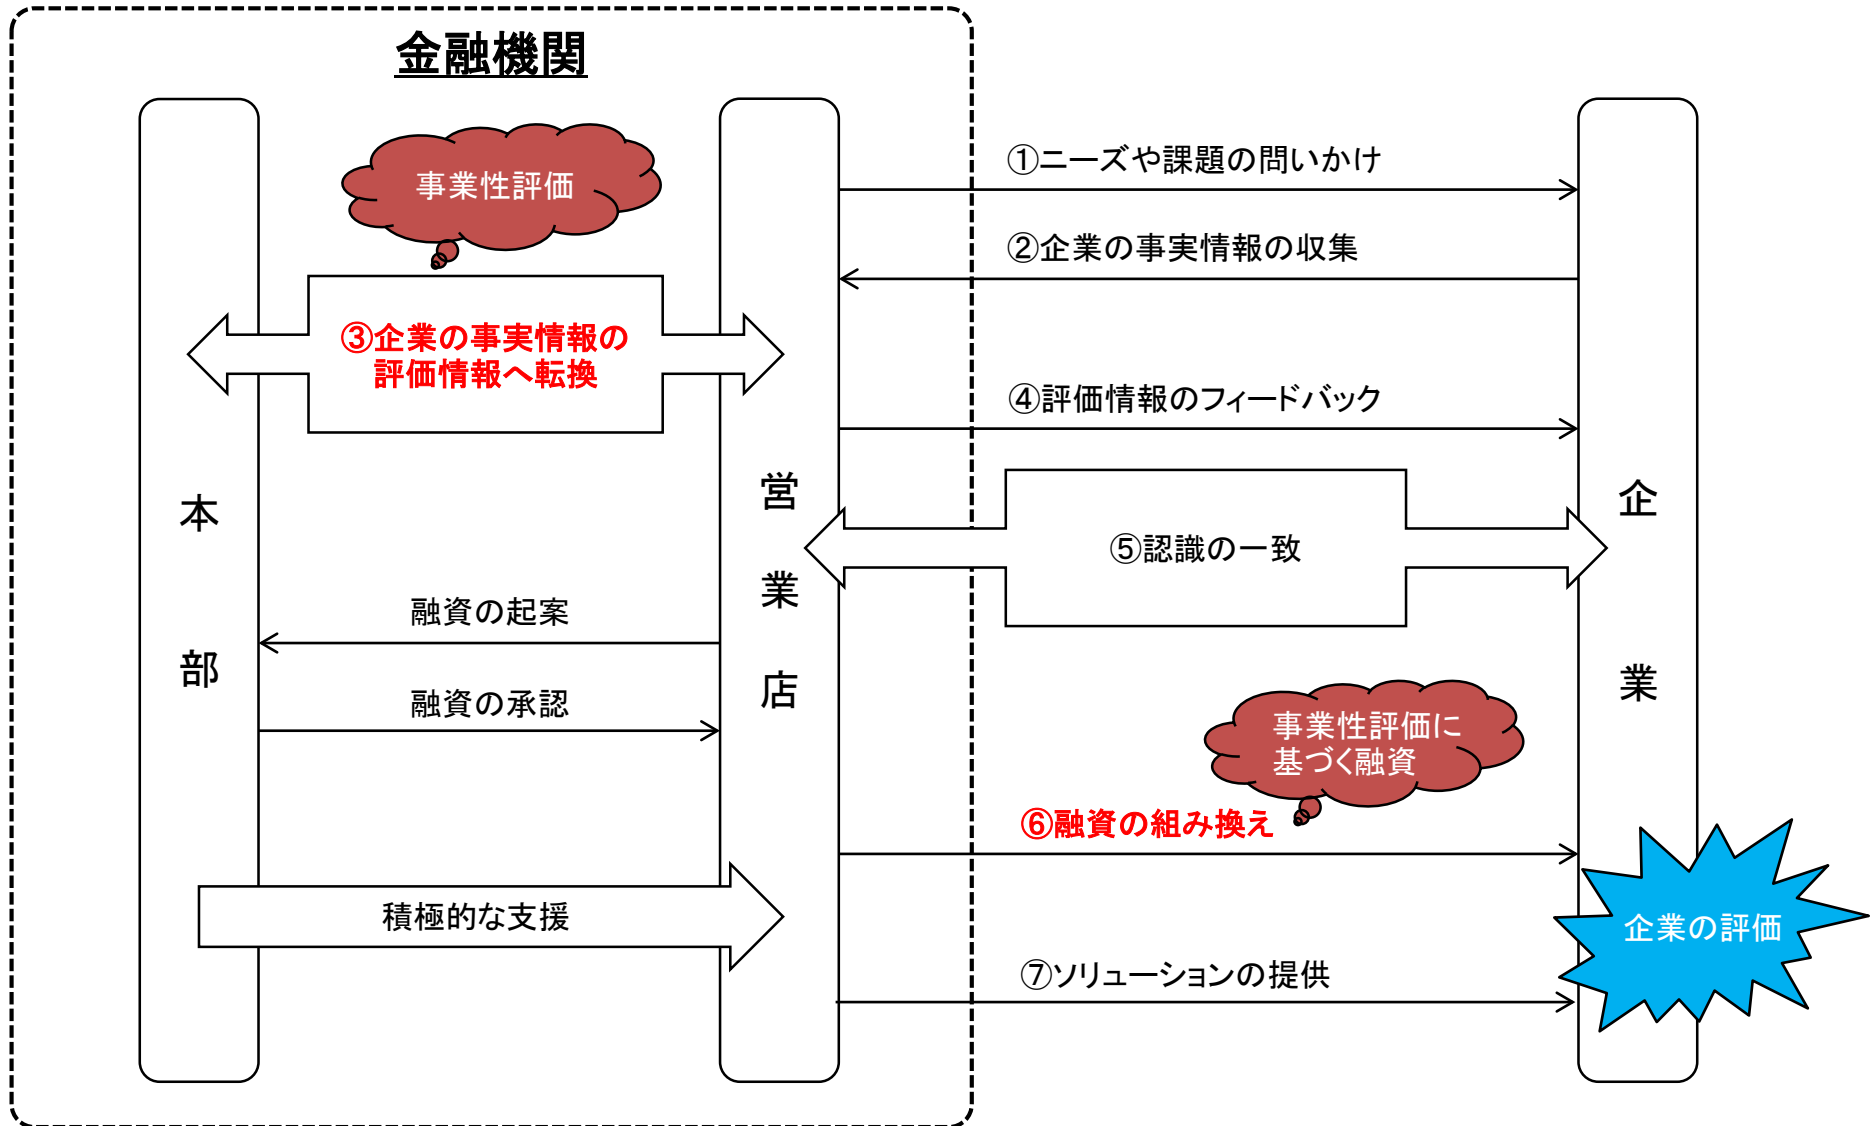 金融機関
事業性評価
①ニーズや課題の問いかけ
②企業の事実情報の収集
③企業の事実情報の
評価情報へ転換
④評価情報のフィードバック
本部
営業店
企業
⑤認識の一致
融資の起案
融資の承認
事業性評価に
基づく融資
⑥融資の組み換え
積極的な支援
企業の評価
⑦ソリューションの提供